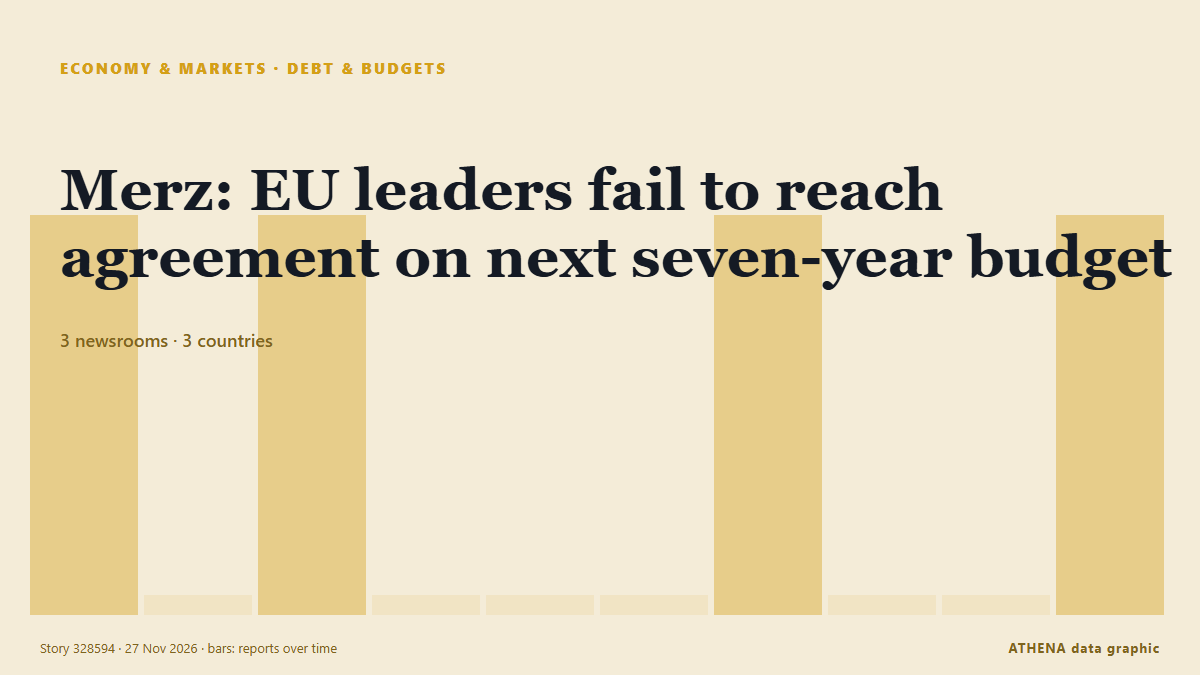 ECONOMY & MARKETS · DEBT & BUDGETS
Merz: EU leaders fail to reach
agreement on next seven-year budget
3 newsrooms · 3 countries
Story 328594 · 27 Nov 2026 · bars: reports over time
ATHENA data graphic